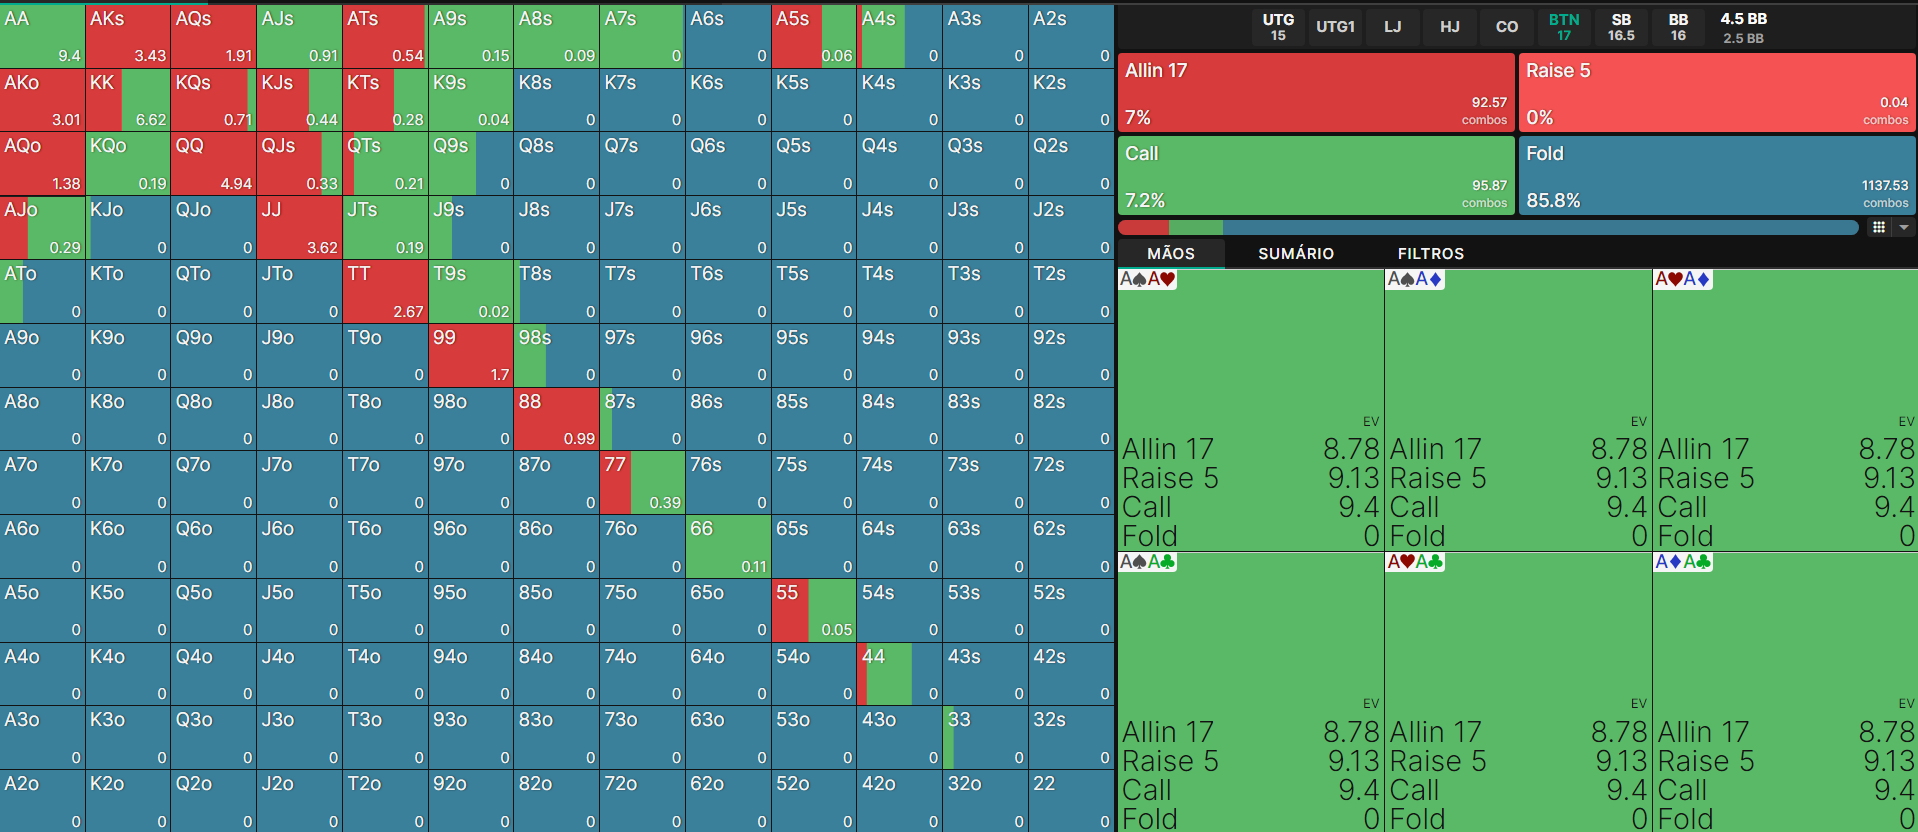 AA AKs AQs AJs ATs A9s A8s A7s A6s A5s A4s A3s A2s
9.4 3.43 1.91 0.91 0.54 0.15 0.09 0 0 0.06 0 0 0
AKo KK KQs KJs KTs K9s K8s K7s K6s K5s K4s K3s K2s
3.01 6.62 0.71 0.44 0.28 0.04 0 0 0 0 0 0 0
AQo KQo QQ QJs QTs Q9s Q8s Q7s Q6s Q5s Q4s Q3s Q2s
1.38 0.19 4.94 0.33 0.21 0 0 0 0 0 0 0 0
AJo KJo QJo JJ JTs J9s J8s J7s J6s J5s J4s J3s J2s
0.29 0 0 3.62 0.19 0 0 0 0 0 0 0 0
ATo KTo QTo JTo TT T9s T8s T7s T6s T5s T4s T3s T2s
0 0 0 0 2.67 0.02 0 0 0 0 0 0 0
A9o K9o Q9o J9o T9o 99 98s 97s 96s 95s 94s 93s 92s
0 0 0 0 0 1.7 0 0 0 0 0 0 0
A8o K8o Q8o J8o T8o 98o 88 87s 86s 85s 84s 83s 82s
0 0 0 0 0 0 0.99 0 0 0 0 0 0
A7o K7o Q7o J7o T7o 97o 87o 77 76s 75s 74s 73s 72s
0 0 0 0 0 0 0 0.39 0 0 0 0 0
A6o K6o Q6o J6o T6o 96o 86o 76o 66 65s 64s 63s 62s
0 0 0 0 0 0 0 0 0.11 0 0 0 0
A5o K5o Q5o J5o T5o 95o 85o 75o 65o 55 54s 53s 52s
0 0 0 0 0 0 0 0 0 0.05 0 0 0
A4o K4o Q4o J4o T4o 94o 84o 74o 64o 54o 44 43s 42s
0 0 0 0 0 0 0 0 0 0 0 0 0
A3o K3o Q3o J3o T3o 93o 83o 73o 63o 53o 43o 33 32s
0 0 0 0 0 0 0 0 0 0 0 0 0
A2o K2o Q2o J2o T2o 92o 82o 72o 62o 52o 42o 32o 22
0 0 0 0 0 0 0 0 0 0 0 0 0
UTG UTG1 LJ HJ CO BTN SB BB 4.5 BB
15 17 16.5 16 2.5 BB
Allin 17 Raise 5
92.57 0.04
7% combos 0% combos
Call Fold
95.87 1137.53
7.2% combos 85.8% combos
MÃOS SUMÁRIO FILTROS
A♠A♥ A♠A♦ A♥A♦
EV EV EV
Allin 17 8.78 Allin 17 8.78 Allin 17 8.78
Raise 5 9.13 Raise 5 9.13 Raise 5 9.13
Call 9.4 Call 9.4 Call 9.4
Fold 0 Fold 0 Fold 0
A♠A♣ A♥A♣ A♦A♣
EV EV EV
Allin 17 8.78 Allin 17 8.78 Allin 17 8.78
Raise 5 9.13 Raise 5 9.13 Raise 5 9.13
Call 9.4 Call 9.4 Call 9.4
Fold 0 Fold 0 Fold 0